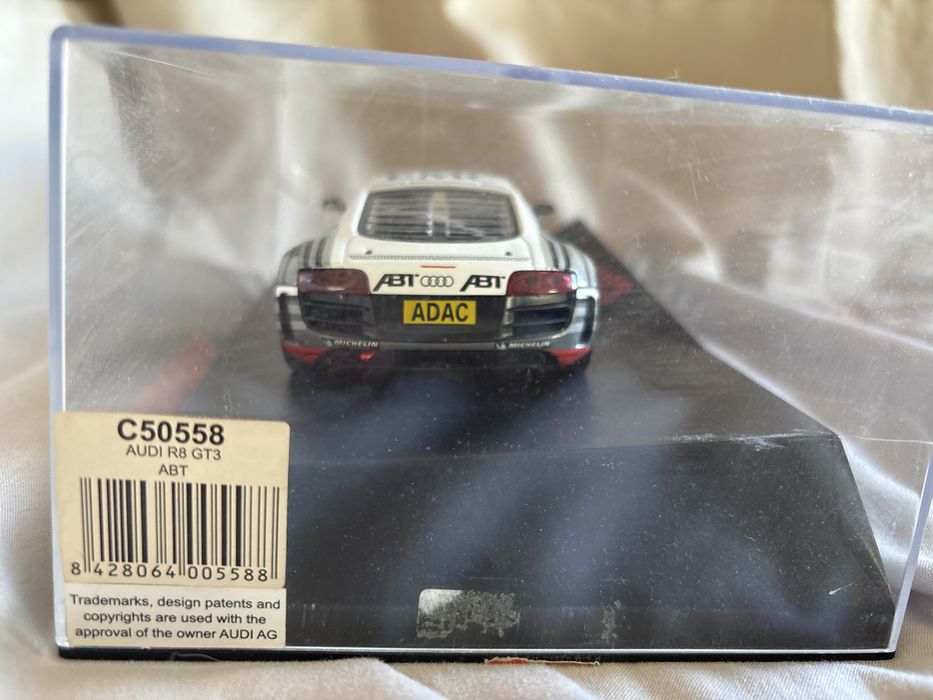 ABT ABT
ADAC
MICHELIN MICHELIN
C50558
AUDI R8 GT3
ABT
8 428064 005588
Trademarks, design patents and
copyrights are used with the
approval of the owner AUDI AG